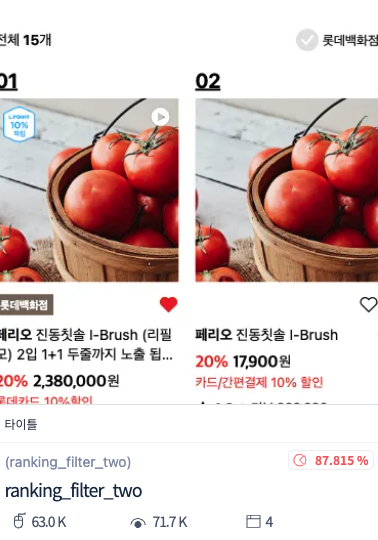 전체 15개
롯데백화점
01
02
L.POINT
10%
적립
롯데백화점
페리오 진동칫솔 I-Brush (리필
모) 2입 1+1 두줄까지 노출 됩...
20% 2,380,000원
롯데카드 10%할인
페리오 진동칫솔 I-Brush
20% 17,900원
카드/간편결제 10% 할인
타이틀
(ranking_filter_two)
87.815 %
ranking_filter_two
63.0 K
71.7 K
4